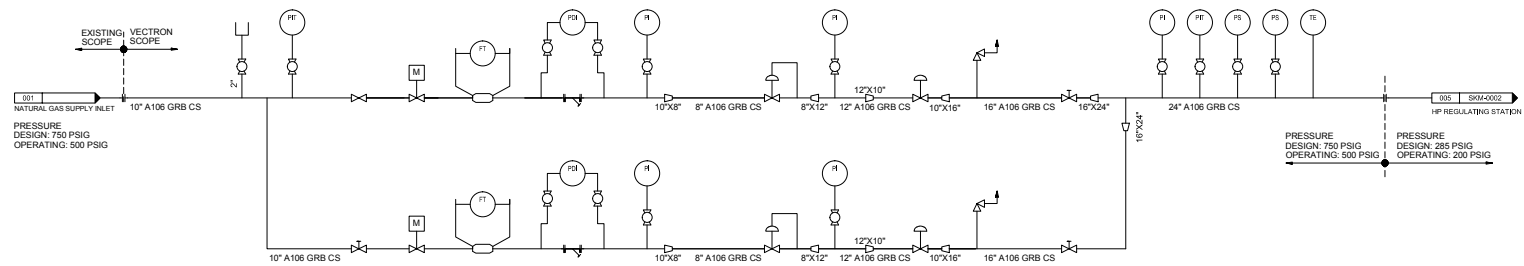 PIT
PDI
PI
PI
PI
PIT
PS
PS
TE
EXISTING
SCOPE
VECTRON
SCOPE
FT
M
2"
12"X10"
001
NATURAL GAS SUPPLY INLET
10" A106 GRB CS
10"X8"
8" A106 GRB CS
8"X12"
12" A106 GRB CS
10"X16"
16" A106 GRB CS
16"X24"
24" A106 GRB CS
005
SKM-0002
HP REGULATING STATION
PRESSURE
DESIGN: 750 PSIG
OPERATING: 500 PSIG
16"X24"
PRESSURE
DESIGN: 750 PSIG
OPERATING: 500 PSIG
PRESSURE
DESIGN: 285 PSIG
OPERATING: 200 PSIG
PDI
PI
PI
FT
M
12"X10"
10" A106 GRB CS
10"X8"
8" A106 GRB CS
8"X12"
12" A106 GRB CS
10"X16"
16" A106 GRB CS